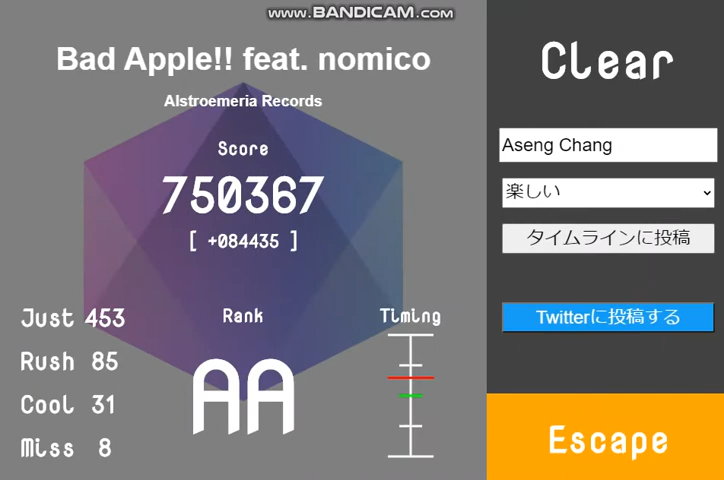 www.BANDICAM.com
Bad Apple!! feat. nomico
Alstroemeria Records
Score
750367
[ +084435 ]
Just 453
Rush 85
Cool 31
Miss 8
Rank
AA
Timing
Clear
Aseng Chang
楽しい
タイムラインに投稿
Twitterに投稿する
Escape